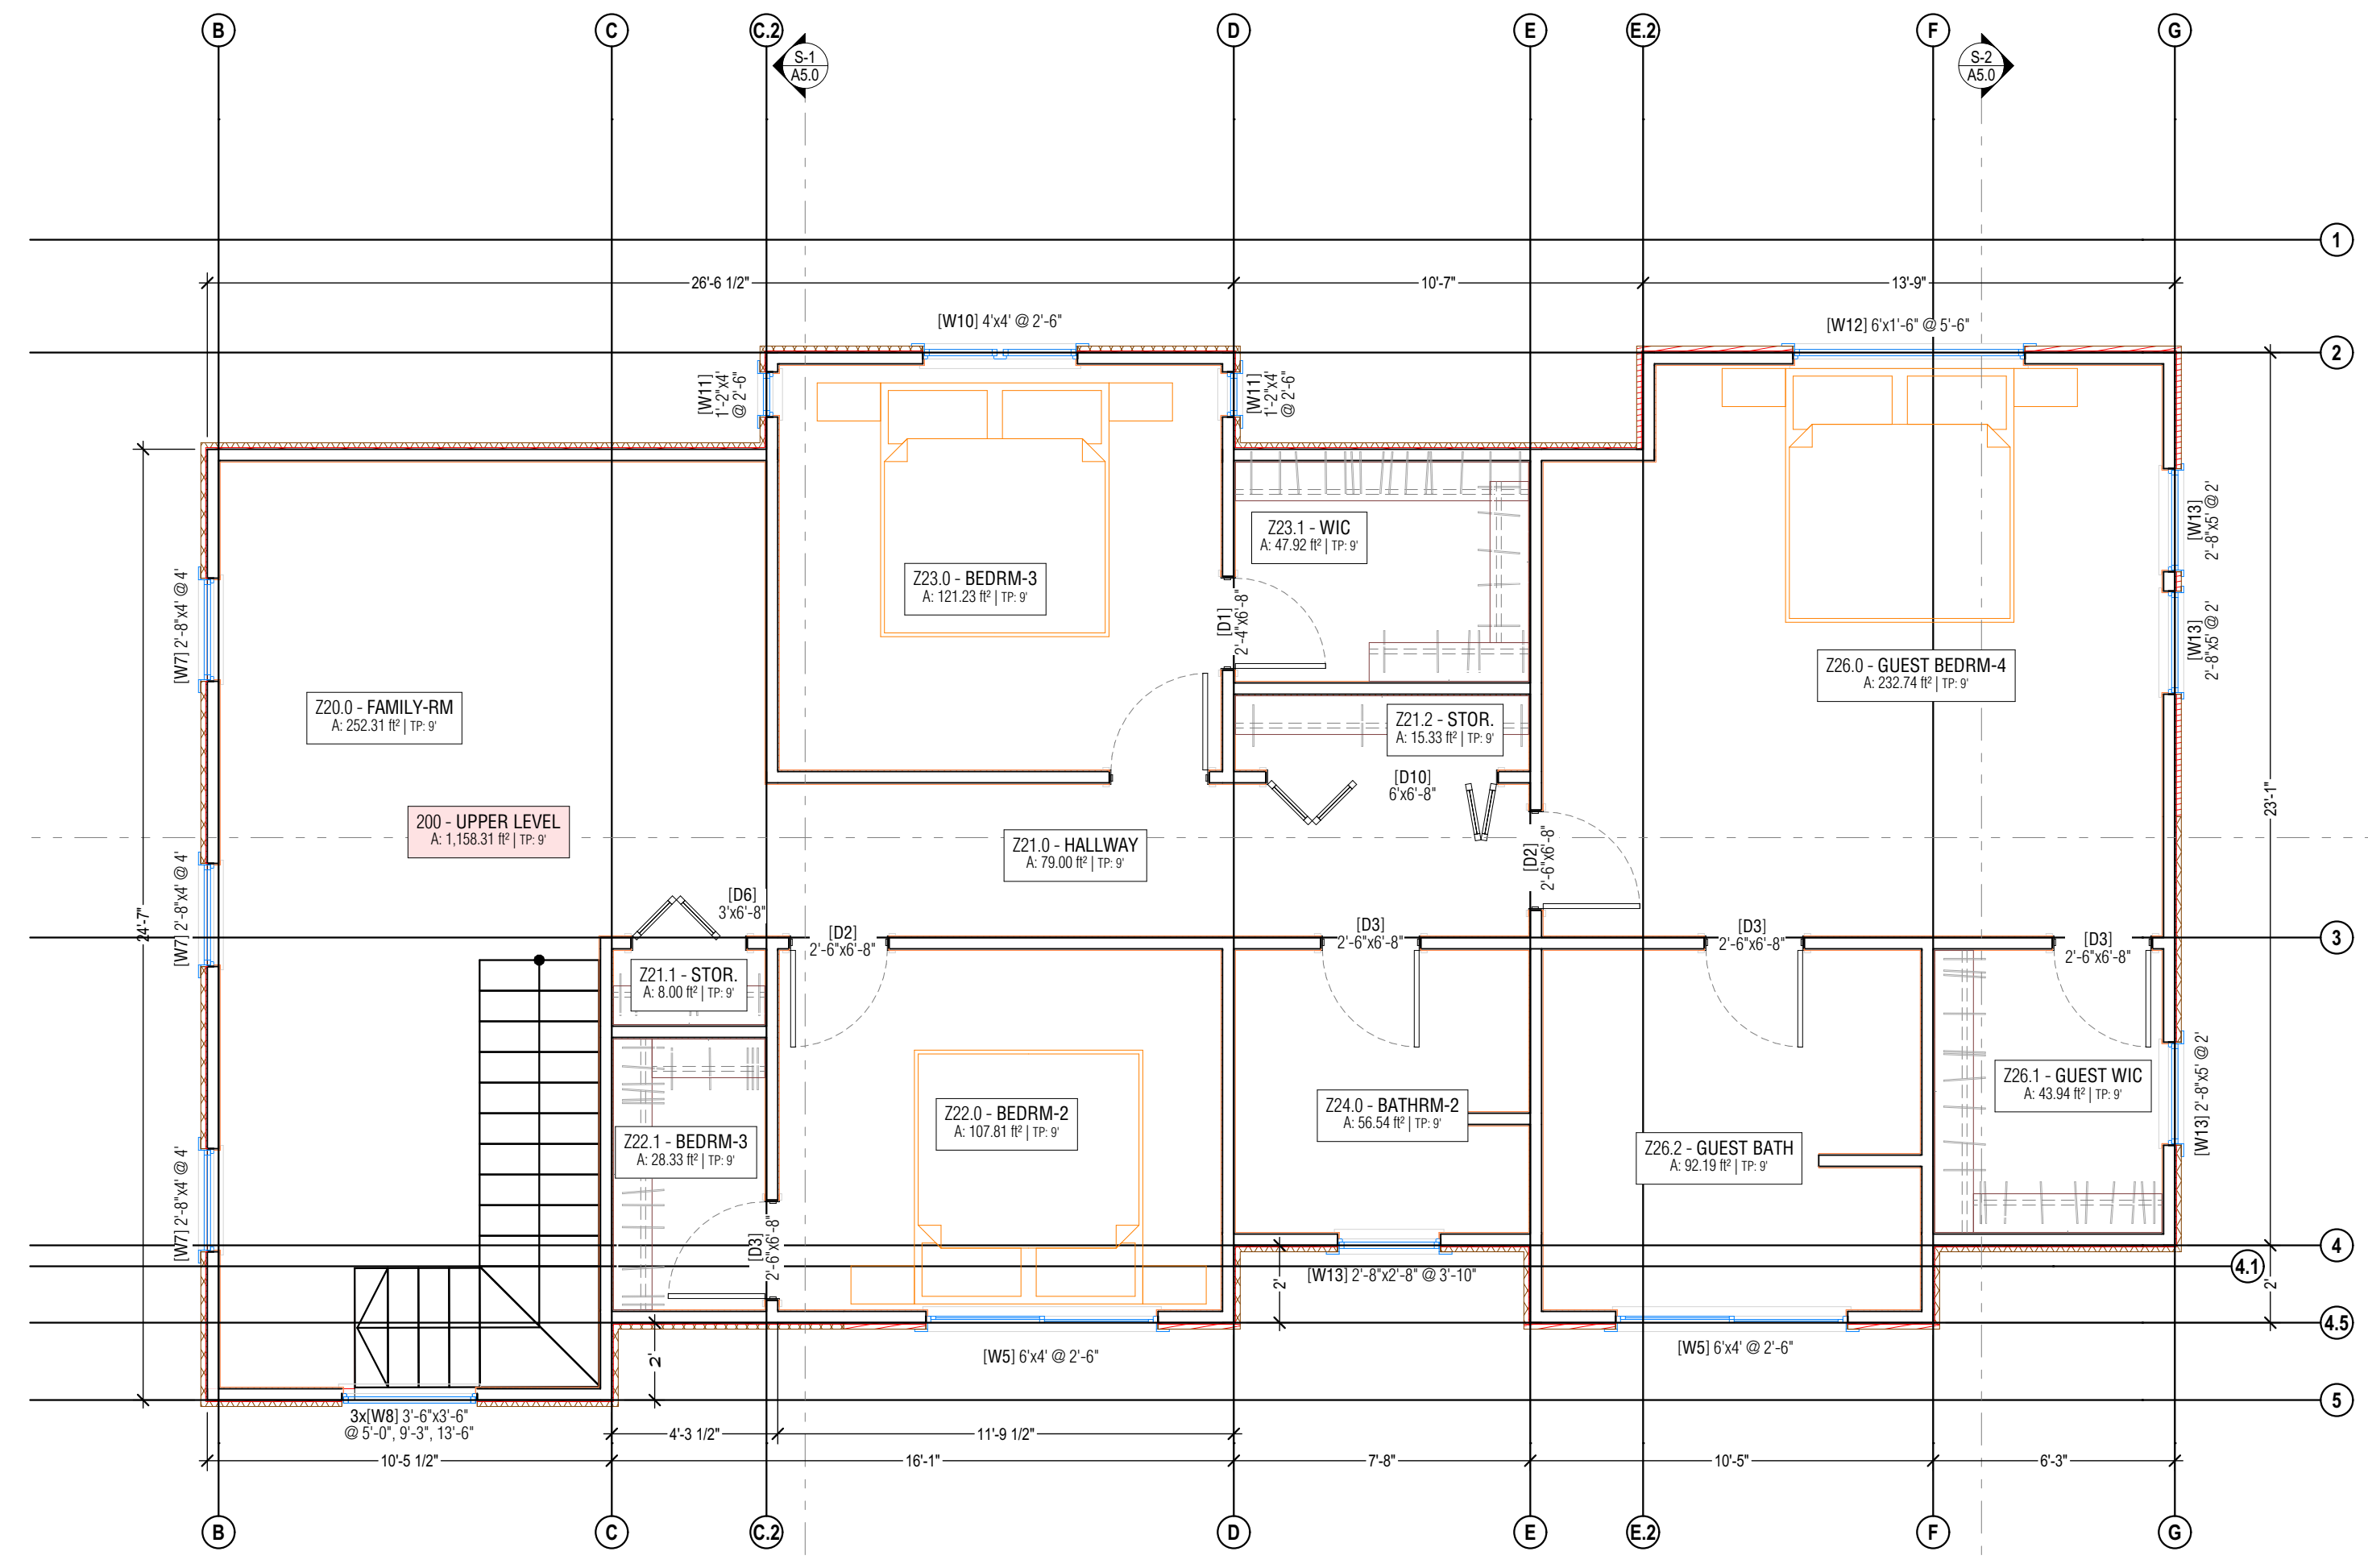 B
C
C.2
D
E
E.2
F
G
S-1
A5.0
S-2
A5.0
1
26'-6 1/2"
10'-7"
13'-9"
[W10] 4'x4' @ 2'-6"
[W12] 6'x1'-6" @ 5'-6"
2
[W11]
1'-2"x4'
@ 2'-6"
[W11]
1'-2"x4'
@ 2'-6"
[W13]
2'-8"x5' @ 2'
Z23.1 - WIC
A: 47.92 ft² | TP: 9'
Z23.0 - BEDRM-3
A: 121.23 ft² | TP: 9'
[D1]
2'-4"x6'-8"
[W7] 2'-8"x4' @ 4'
[W13]
2'-8"x5' @ 2'
Z26.0 - GUEST BEDRM-4
A: 232.74 ft² | TP: 9'
Z20.0 - FAMILY-RM
A: 252.31 ft² | TP: 9'
Z21.2 - STOR.
A: 15.33 ft² | TP: 9'
[D10]
6'x6'-8"
23'-1"
200 - UPPER LEVEL
A: 1,158.31 ft² | TP: 9'
Z21.0 - HALLWAY
A: 79.00 ft² | TP: 9'
[D2]
2'-6"x6'-8"
24'-7"
[W7] 2'-8"x4' @ 4'
[D6]
3'x6'-8"
[D2]
2'-6"x6'-8"
[D3]
2'-6"x6'-8"
[D3]
2'-6"x6'-8"
[D3]
2'-6"x6'-8"
3
Z21.1 - STOR.
A: 8.00 ft² | TP: 9'
Z22.0 - BEDRM-2
A: 107.81 ft² | TP: 9'
Z24.0 - BATHRM-2
A: 56.54 ft² | TP: 9'
Z26.1 - GUEST WIC
A: 43.94 ft² | TP: 9'
[W13] 2'-8"x5' @ 2'
Z22.1 - BEDRM-3
A: 28.33 ft² | TP: 9'
Z26.2 - GUEST BATH
A: 92.19 ft² | TP: 9'
[W7] 2'-8"x4' @ 4'
[D3]
2'-6"x6'-8"
4
4.1
2'
[W13] 2'-8"x2'-8" @ 3'-10"
2'
4.5
2'
[W5] 6'x4' @ 2'-6"
[W5] 6'x4' @ 2'-6"
5
3x[W8] 3'-6"x3'-6"
@ 5'-0", 9'-3", 13'-6"
4'-3 1/2"
11'-9 1/2"
10'-5 1/2"
16'-1"
7'-8"
10'-5"
6'-3"
B
C
C.2
D
E
E.2
F
G